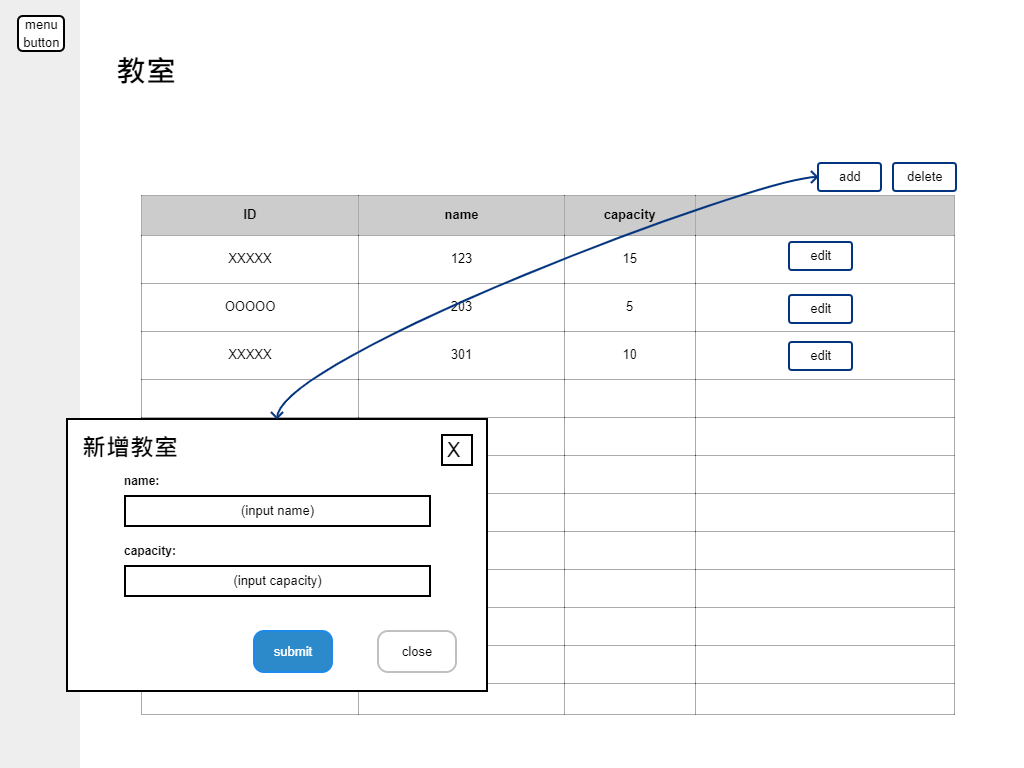 menu
button
教室
add
delete
ID name capacity
XXXXX 123 15 edit
OOOOO 203 5 edit
XXXXX 301 10 edit
新增教室
X
name:
(input name)
capacity:
(input capacity)
submit
close